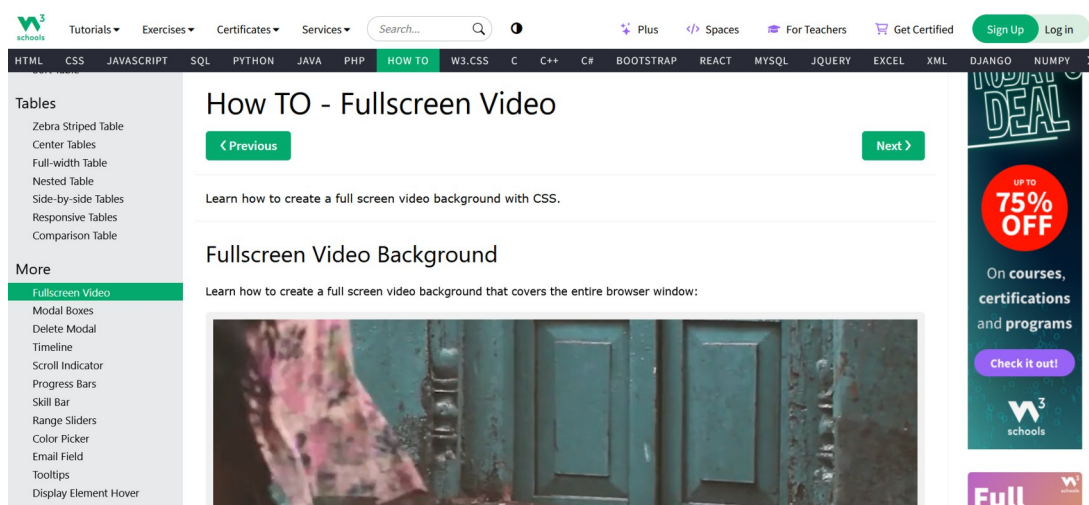 3
schools
Tutorials
Exercises
Certificates
Services
Search...
Plus
</> Spaces
For Teachers
Get Certified
Sign Up
Log in
HTML CSS JAVASCRIPT SQL PYTHON JAVA PHP HOW TO W3.CSS C C++ C# BOOTSTRAP REACT MYSQL JQUERY EXCEL XML DJANGO NUMPY
Tables
Zebra Striped Table
Center Tables
Full-width Table
Nested Table
Side-by-side Tables
Responsive Tables
Comparison Table
More
Fullscreen Video
Modal Boxes
Delete Modal
Timeline
Scroll Indicator
Progress Bars
Skill Bar
Range Sliders
Color Picker
Email Field
Tooltips
Display Element Hover
How TO - Fullscreen Video
❮ Previous
Next ❯
Learn how to create a full screen video background with CSS.
Fullscreen Video Background
Learn how to create a full screen video background that covers the entire browser window:
DEAL
UP TO
75%
OFF
On courses,
certifications
and programs
Check it out!
W3
schools
Full